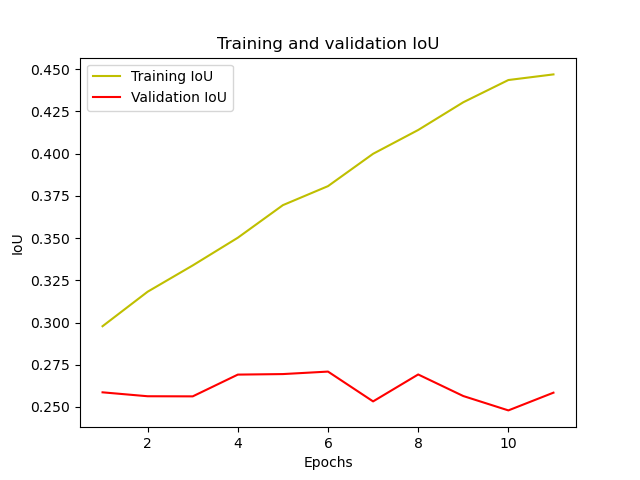 Training and validation IoU
Training IoU
Validation IoU
IoU
0.450
0.425
0.400
0.375
0.350
0.325
0.300
0.275
0.250
2 4 6 8 10
Epochs